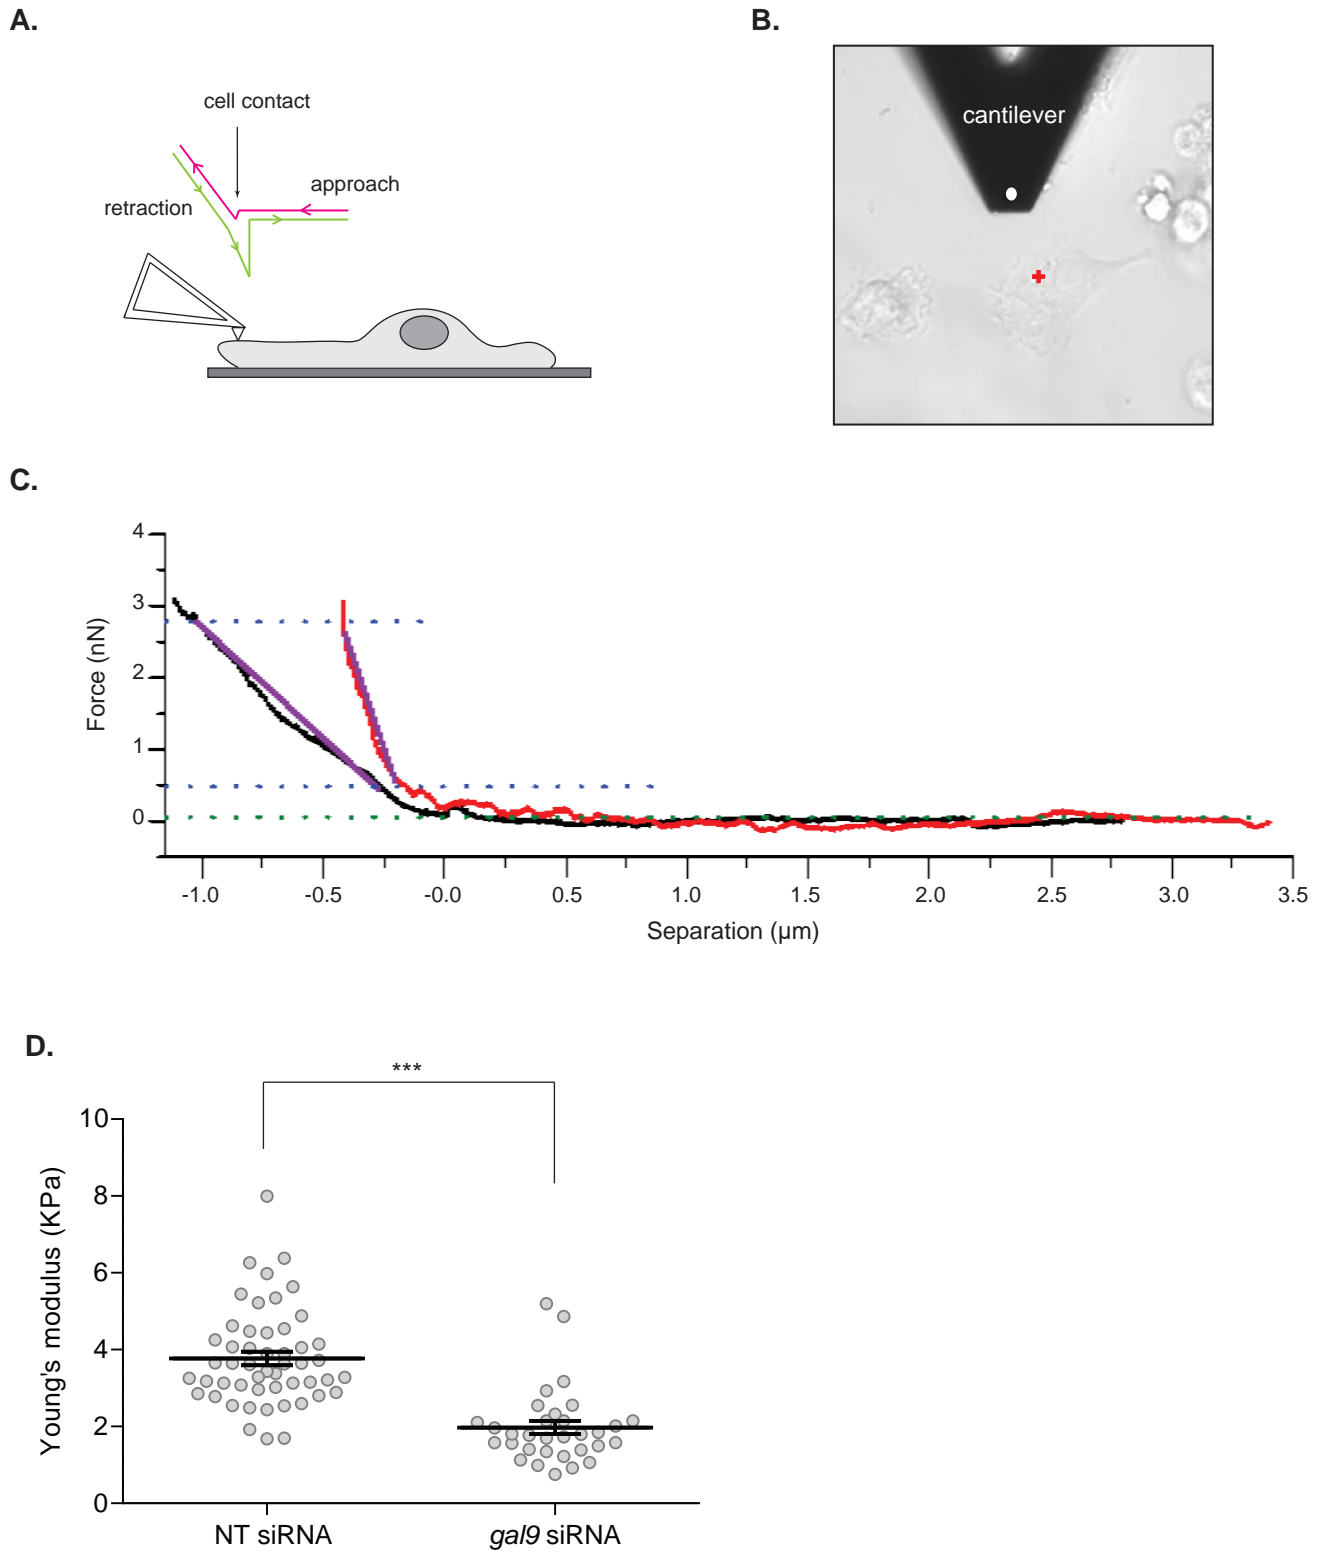 A.
cell contact
approach
retraction
B.
cantilever
C.
4
3
2
1
0
Force (nN)
-1.0 -0.5 -0.0 0.5 1.0 1.5 2.0 2.5 3.0 3.5
Separation (µm)
D.
***
10
8
6
4
2
0
Young's modulus (KPa)
NT siRNA gal9 siRNA